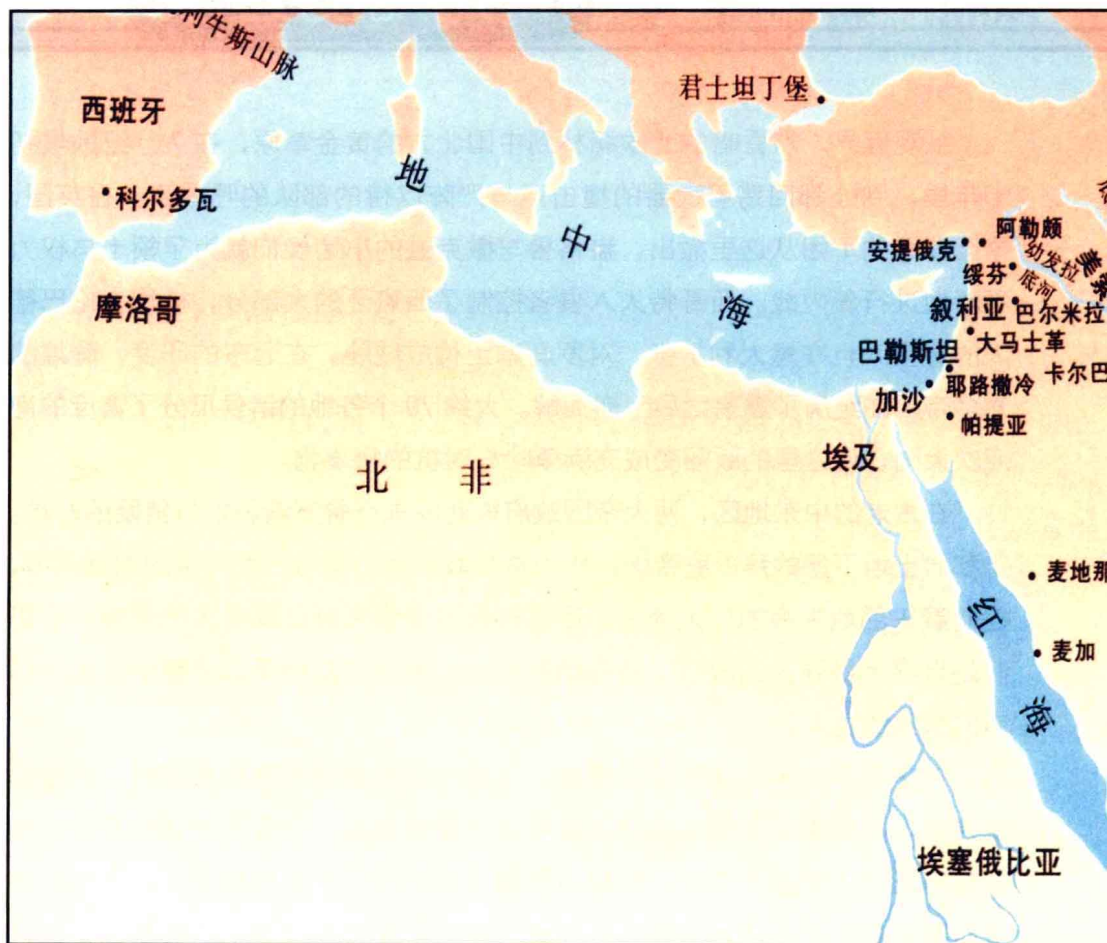 利牛斯山脉
西班牙
君士坦丁堡
地
中
海
科尔多瓦
安提俄克
阿勒颇
幼发拉
底河
绥芬
摩洛哥
叙利亚
巴尔米拉
大马士革
巴勒斯坦
耶路撒冷
卡尔巴
加沙
帕提亚
埃及
北非
麦地那
红
海
麦加
埃塞俄比亚